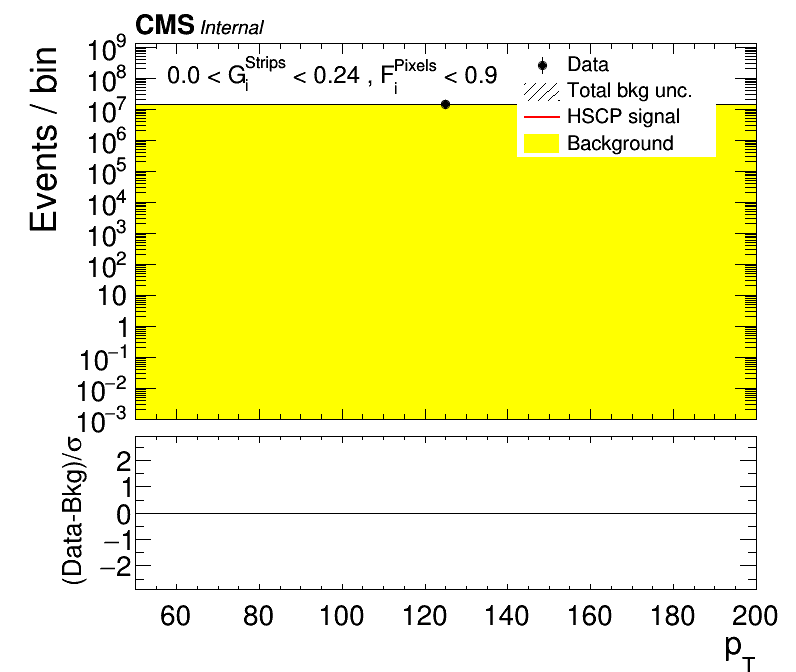 CMS Internal
Events / bin
10^9
10^8
10^7
10^6
10^5
10^4
10^3
10^2
10
1
10^−1
10^−2
10^−3
0.0 < G_i^Strips < 0.24 , F_i^Pixels < 0.9
Data
Total bkg unc.
HSCP signal
Background
(Data-Bkg)/σ
2
1
0
−1
−2
60 80 100 120 140 160 180 200
p_T